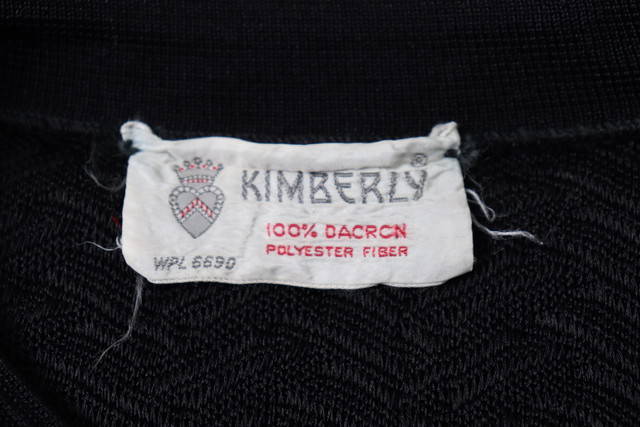 KIMBERLY®
100% DACRON
POLYESTER FIBER
WPL 6690